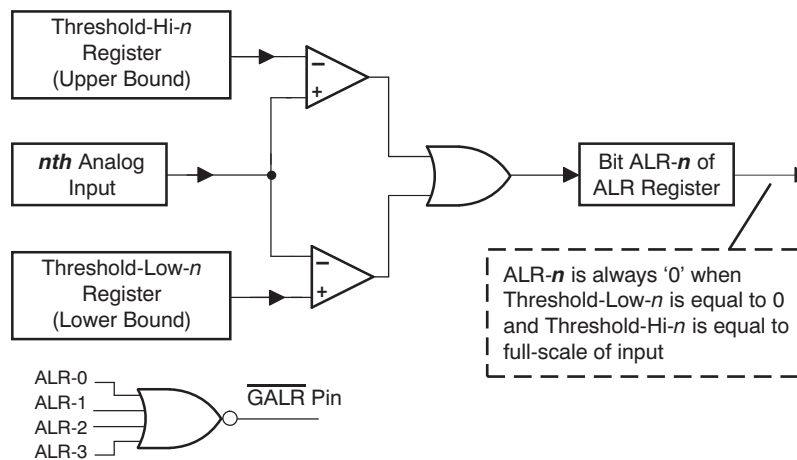 Threshold-Hi-n
Register
(Upper Bound)
−
+
nth Analog
Input
Bit ALR-n of
ALR Register
−
+
Threshold-Low-n
Register
(Lower Bound)
ALR-n is always ‘0’ when
Threshold-Low-n is equal to 0
and Threshold-Hi-n is equal to
full-scale of input
ALR-0
ALR-1
ALR-2
ALR-3
GALR Pin